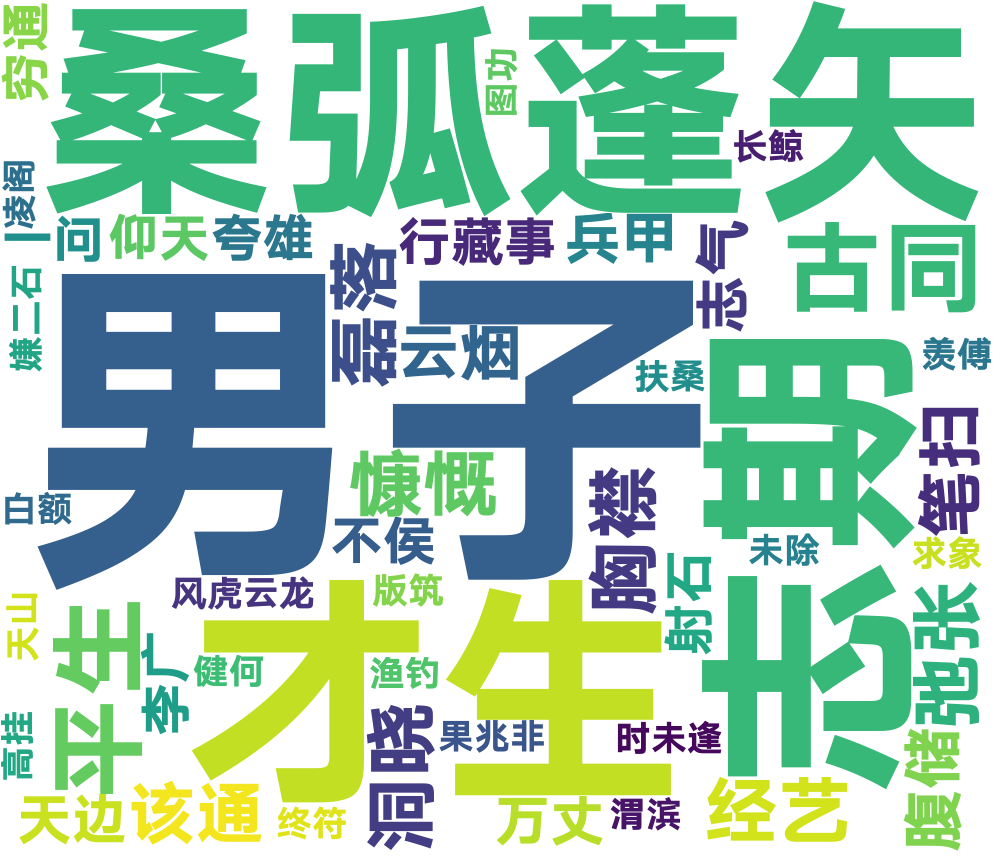 穷通
桑弧蓬矢
图功
长鲸
凌阁
一问
仰天
夸雄
行藏事
兵甲
志气
古同
嫌二石
男子
磊落
云烟
扶桑
羡傅
期
慷慨
不侯
胸襟
笔扫
白额
未除
求象
风虎云龙
版筑
射石
天山
平生
李广
健何
才生
渔钓
志
弛张
高挂
洞晓
果兆非
时未逢
腹储
天边
该通
终符
万丈
渭滨
经艺